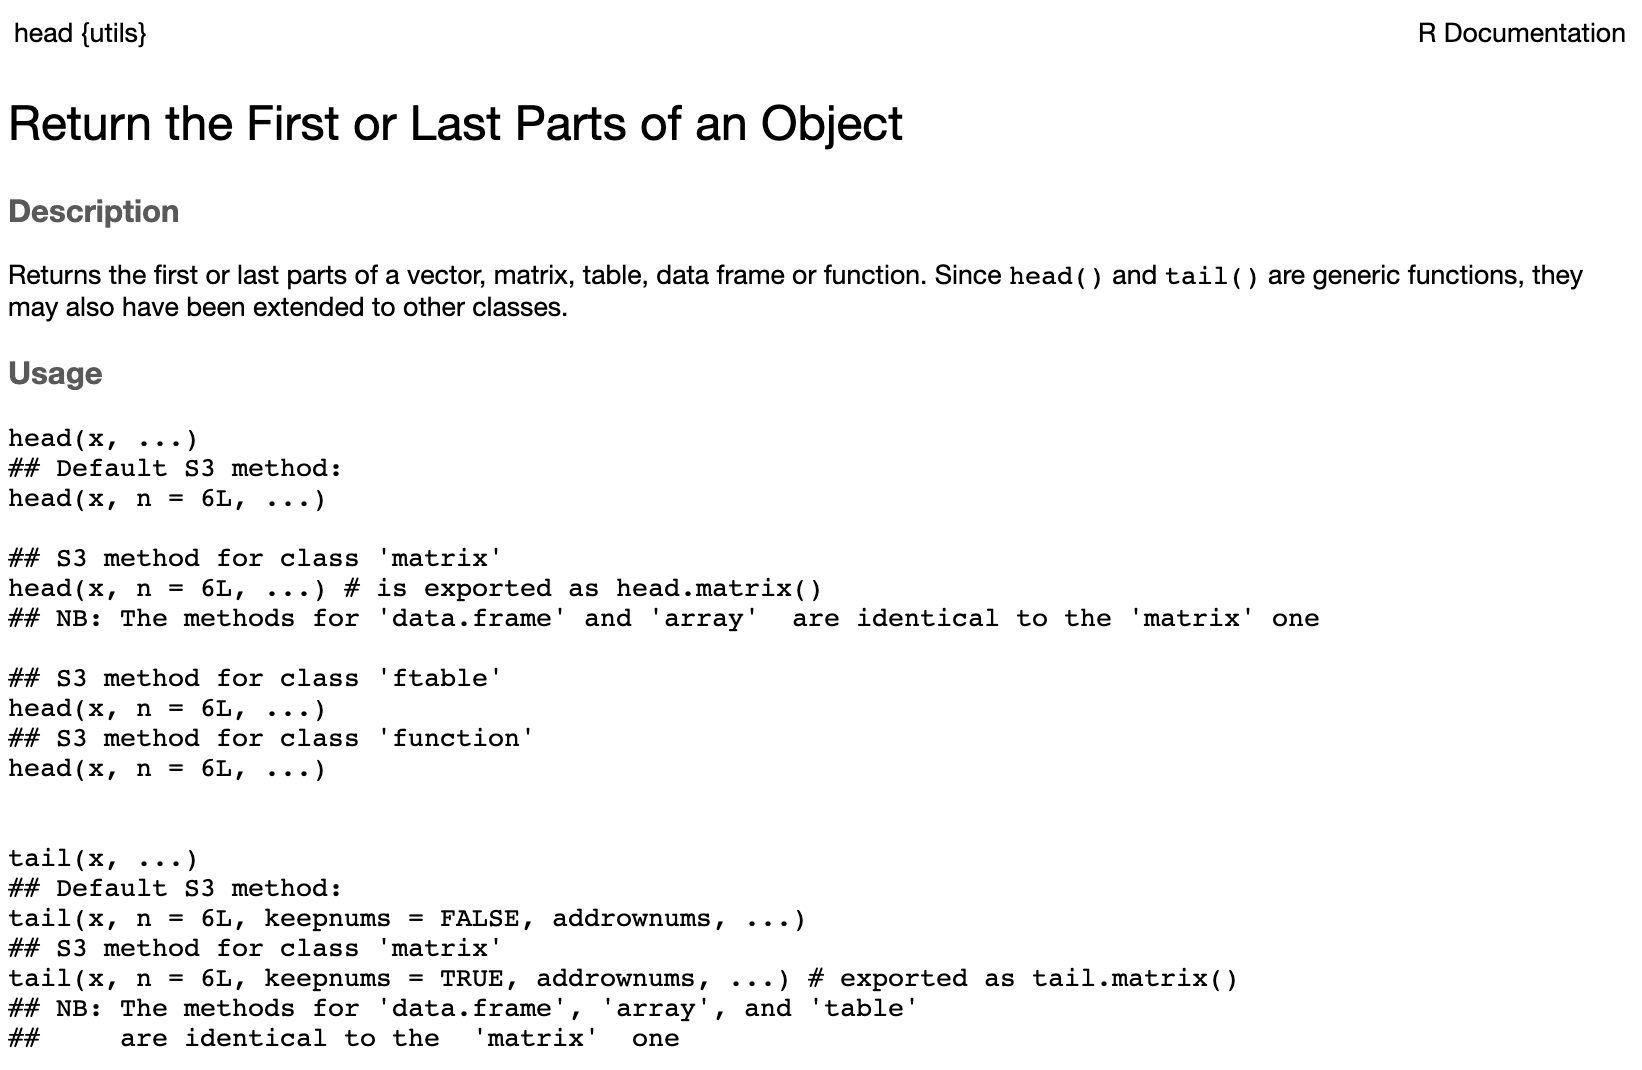 head {utils}
R Documentation
Return the First or Last Parts of an Object
Description
Returns the first or last parts of a vector, matrix, table, data frame or function. Since head() and tail() are generic functions, they
may also have been extended to other classes.
Usage
head(x, ...)
## Default S3 method:
head(x, n = 6L, ...)
## S3 method for class 'matrix'
head(x, n = 6L, ...) # is exported as head.matrix()
## NB: The methods for 'data.frame' and 'array'  are identical to the 'matrix' one
## S3 method for class 'ftable'
head(x, n = 6L, ...)
## S3 method for class 'function'
head(x, n = 6L, ...)
tail(x, ...)
## Default S3 method:
tail(x, n = 6L, keepnums = FALSE, addrownums, ...)
## S3 method for class 'matrix'
tail(x, n = 6L, keepnums = TRUE, addrownums, ...) # exported as tail.matrix()
## NB: The methods for 'data.frame', 'array', and 'table'
##     are identical to the  'matrix'  one